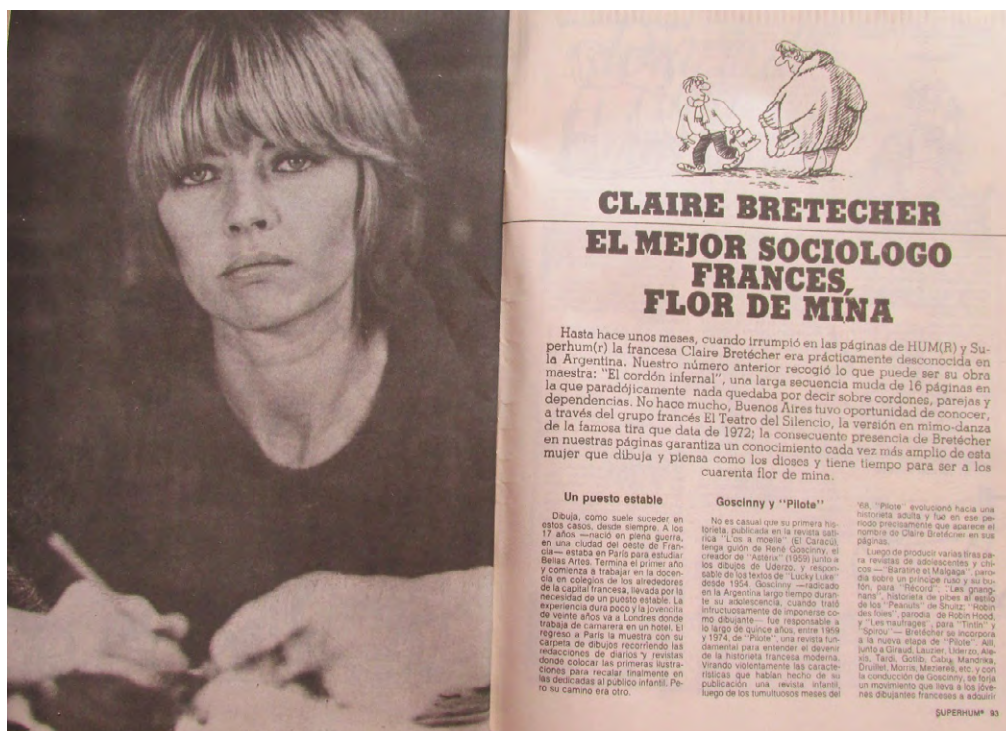 CLAIRE BRETECHER
EL MEJOR SOCIOLOGO
FRANCES,
FLOR DE MINA
Hasta hace unos meses, cuando irrumpió en las páginas de HUM(R) y Su-
perhum(r) la francesa Claire Bretécher era prácticamente desconocida en
la Argentina. Nuestro número anterior recogió lo que puede ser su obra
maestra: "El cordón infernal", una larga secuencia muda de 16 páginas en
la que paradójicamente nada quedaba por decir sobre cordones, parejas y
dependencias. No hace mucho, Buenos Aires tuvo oportunidad de conocer,
a través del grupo francés El Teatro del Silencio, la versión en mimo-danza
de la famosa tira que data de 1972; la consecuente presencia de Bretécher
en nuestras páginas garantiza un conocimiento cada vez más amplio de esta
mujer que dibuja y piensa como los dioses y tiene tiempo para ser a los
cuarenta flor de mina.
Un puesto estable
Dibuja, como suele suceder en
estos casos, desde siempre. A los
17 años —nació en plena guerra,
en una ciudad del oeste de Fran-
cia— estaba en París para estudiar
Bellas Artes. Termina el primer año
y comienza a trabajar en la docen-
cia en colegios de los alrededores
de la capital francesa, llevada por la
necesidad de un puesto estable. La
experiencia dura poco y la jovencita
de veinte años va a Londres donde
trabaja de camarera en un hotel. El
regreso a París la muestra con su
carpeta de dibujos recorriendo las
redacciones de diarios y revistas
donde colocar las primeras ilustra-
ciones para recalar finalmente en
las dedicadas al público infantil. Pe-
ro su camino era otro.
Goscinny y "Pilote"
No es casual que su primera his-
torieta, publicada en la revista satí-
rica "L'os a moelle" (El Caracú),
tenga guión de René Goscinny, el
creador de "Asterix" (1959) junto a
los dibujos de Uderzo, y respon-
sable de los textos de "Lucky Luke"
desde 1954. Goscinny —radicado
en la Argentina largo tiempo duran-
te su adolescencia, cuando trató
infructuosamente de imponerse co-
mo dibujante— fue responsable a
lo largo de quince años, entre 1959
y 1974, de "Pilote", una revista fun-
damental para entender el devenir
de la historieta francesa moderna.
Virando violentamente las caracte-
rísticas que habían hecho de su
publicación una revista infantil,
luego de los tumultuosos meses del
'68, "Pilote" evolucionó hacia una
historieta adulta y fue en ese pe-
ríodo precisamente que aparece el
nombre de Claire Bretécher en sus
páginas.
Luego de producir varias tiras pa-
ra revistas de adolescentes y chi-
cos —"Baratine et Malgaga", paro-
dia sobre un príncipe ruso y su bu-
fón, para "Récord"; "Les gnang-
nans", historieta de pibes al estilo
de los "Peanuts" de Shultz; "Robin
des foies", parodia de Robin Hood,
y "Les naufrages", para "Tintin" y
"Spirou"— Bretécher se incorpora
a la nueva etapa de "Pilote". Allí,
junto a Giraud, Lauzier, Uderzo, Ale-
xis, Tardi, Gotlib, Cabu, Mandrika,
Druillet, Morris, Mezieres, etc, y con
la conducción de Goscinny, se forja
un movimiento que lleva a los jóve-
nes dibujantes franceses a adquirir
SUPERHUM® 93